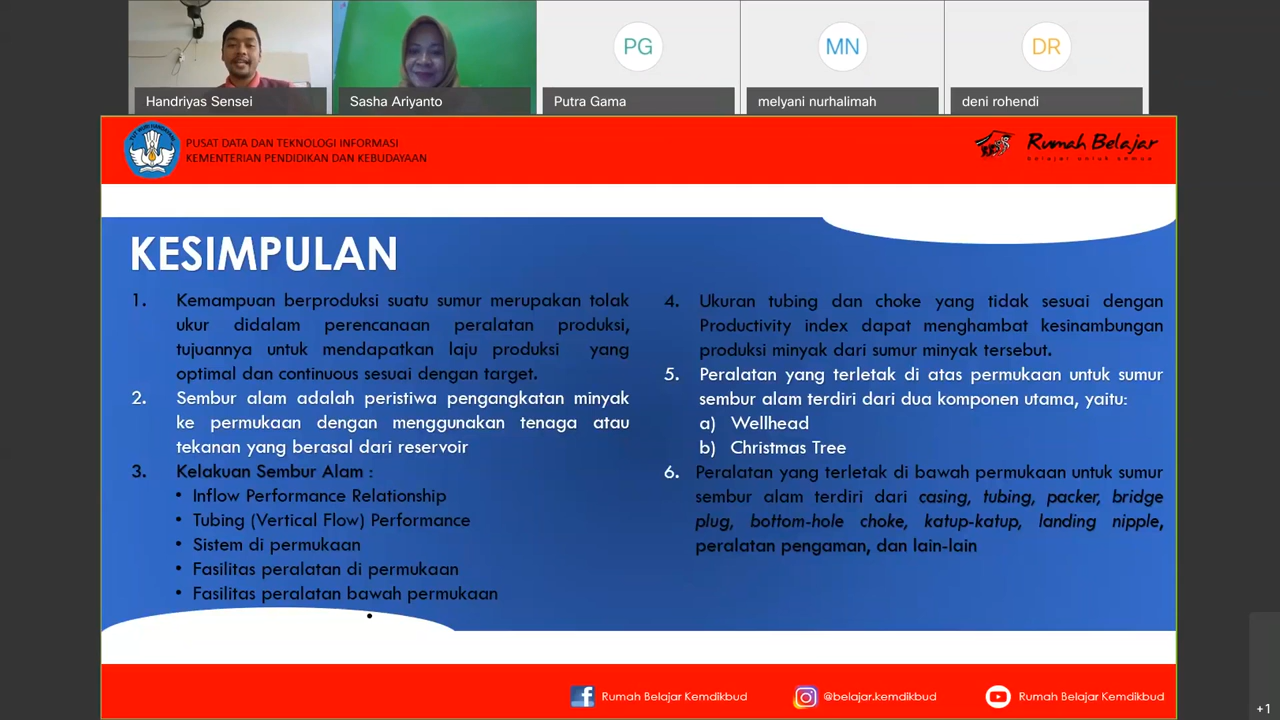 PG
MN
DR
Handriyas Sensei
Sasha Ariyanto
Putra Gama
melyani nurhalimah
deni rohendi
PUSAT DATA DAN TEKNOLOGI INFORMASI
KEMENTERIAN PENDIDIKAN DAN KEBUDAYAAN
Rumah Belajar
belajar untuk semua
KESIMPULAN
1. Kemampuan berproduksi suatu sumur merupakan tolak
ukur didalam perencanaan peralatan produksi,
tujuannya untuk mendapatkan laju produksi yang
optimal dan continuous sesuai dengan target.
2. Sembur alam adalah peristiwa pengangkatan minyak
ke permukaan dengan menggunakan tenaga atau
tekanan yang berasal dari reservoir
3. Kelakuan Sembur Alam :
• Inflow Performance Relationship
• Tubing (Vertical Flow) Performance
• Sistem di permukaan
• Fasilitas peralatan di permukaan
• Fasilitas peralatan bawah permukaan
•
4. Ukuran tubing dan choke yang tidak sesuai dengan
Productivity index dapat menghambat kesinambungan
produksi minyak dari sumur minyak tersebut.
5. Peralatan yang terletak di atas permukaan untuk sumur
sembur alam terdiri dari dua komponen utama, yaitu:
a) Wellhead
b) Christmas Tree
6. Peralatan yang terletak di bawah permukaan untuk sumur
sembur alam terdiri dari casing, tubing, packer, bridge
plug, bottom-hole choke, katup-katup, landing nipple,
peralatan pengaman, dan lain-lain
Rumah Belajar Kemdikbud
@belajar.kemdikbud
Rumah Belajar Kemdikbud
+1